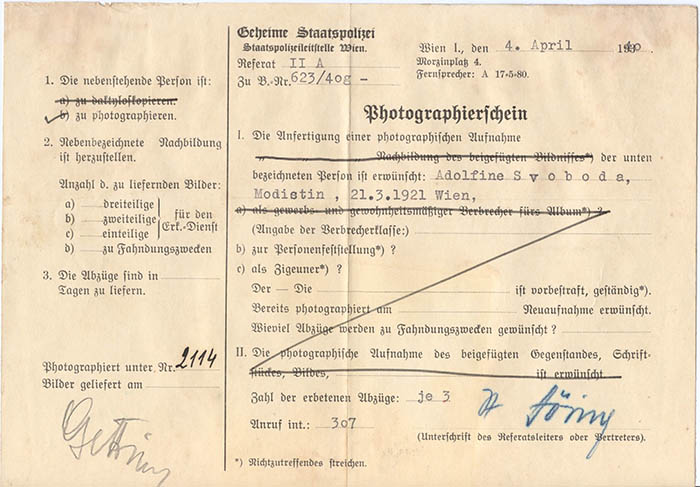 Geheime Staatspolizei
Staatspolizeileitstelle Wien.
Referat II A
Zu B.-Nr. 623/40g -
Wien I., den 4. April 1940.
Morzinplatz 4.
Fernsprecher: A 17-5-80.
1. Die nebenstehende Person ist:
a) zu daktyloskopieren.
b) zu photographieren.
2. Nebenbezeichnete Nachbildung
ist herzustellen.
Anzahl d. zu liefernden Bilder:
a) dreiteilige
b) zweiteilige
c) einteilige
für den
Erk.-Dienst
d) zu Fahndungszwecken
3. Die Abzüge sind in
Tagen zu liefern.
Photographiert unter Nr. 2114
Bilder geliefert am
Photographierschein
I. Die Anfertigung einer photographischen Aufnahme
„ Nachbildung des beigefügten Bildnisses*) der unten
bezeichneten Person ist erwünscht: Adolfine Svoboda,
Modistin , 21.3.1921 Wien,
a) als gewerbs- und gewohnheitsmäßiger Verbrecher fürs Album*) ?
(Angabe der Verbrecherklasse:)
b) zur Personenfeststellung*) ?
c) als Zigeuner*) ?
Der — Die ist vorbestraft, geständig*).
Bereits photographiert am Neuaufnahme erwünscht.
Wieviel Abzüge werden zu Fahndungszwecken gewünscht ?
II. Die photographische Aufnahme des beigefügten Gegenstandes, Schrift-
stückes, Bildes, ist erwünscht.
Zahl der erbetenen Abzüge: je 3
Anruf int.: 307
(Unterschrift des Referatsleiters oder Vertreters).
*) Nichtzutreffendes streichen.